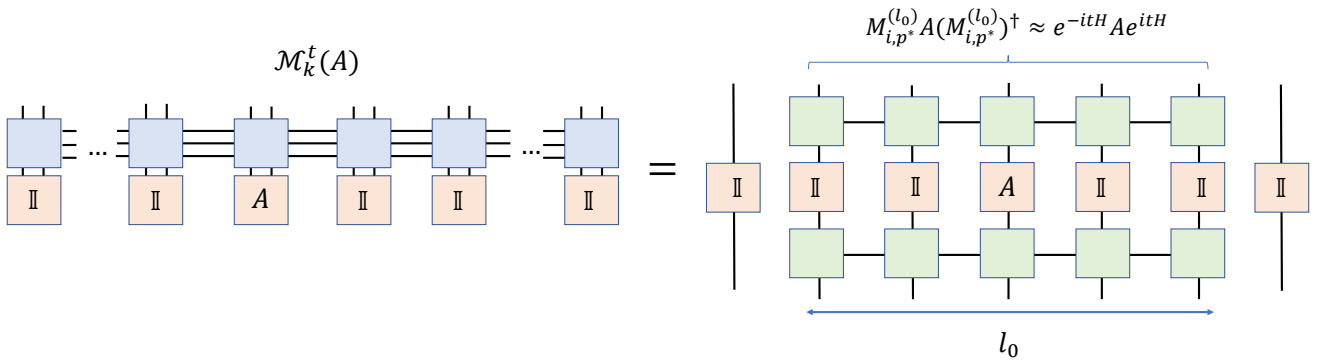 M_{i,p*}^{(l_0)} A(M_{i,p*}^{(l_0)})† ≈ e^{-itH} A e^{itH}
ℳ_k^t(A)
... ...
𝕀 𝕀 A 𝕀 𝕀 𝕀
=
𝕀 𝕀 𝕀 A 𝕀 𝕀 𝕀
l_0